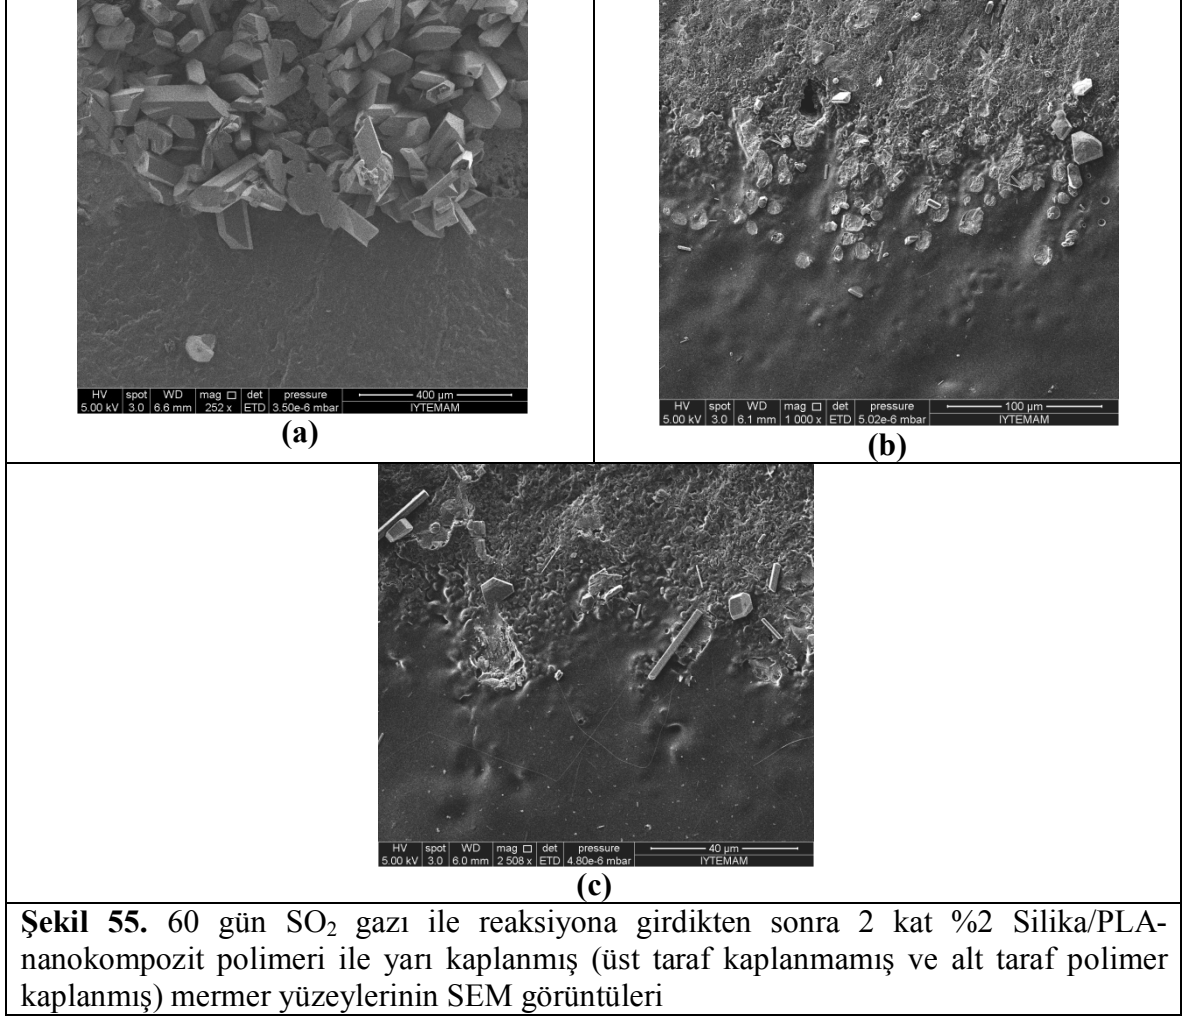 HV spot WD mag □ det pressure 400 µm
5.00 kV 3.0 6.6 mm 252 x ETD 3.50e-6 mbar IYTEMAM
(a)
HV spot WD mag □ det pressure 100 µm
5.00 kV 3.0 6.1 mm 1 000 x ETD 5.02e-6 mbar IYTEMAM
(b)
HV spot WD mag □ det pressure 40 µm
5.00 kV 3.0 6.0 mm 2 508 x ETD 4.80e-6 mbar IYTEMAM
(c)
Şekil 55. 60 gün SO₂ gazı ile reaksiyona girdikten sonra 2 kat %2 Silika/PLA-
nanokompozit polimeri ile yarı kaplanmış (üst taraf kaplanmamış ve alt taraf polimer
kaplanmış) mermer yüzeylerinin SEM görüntüleri